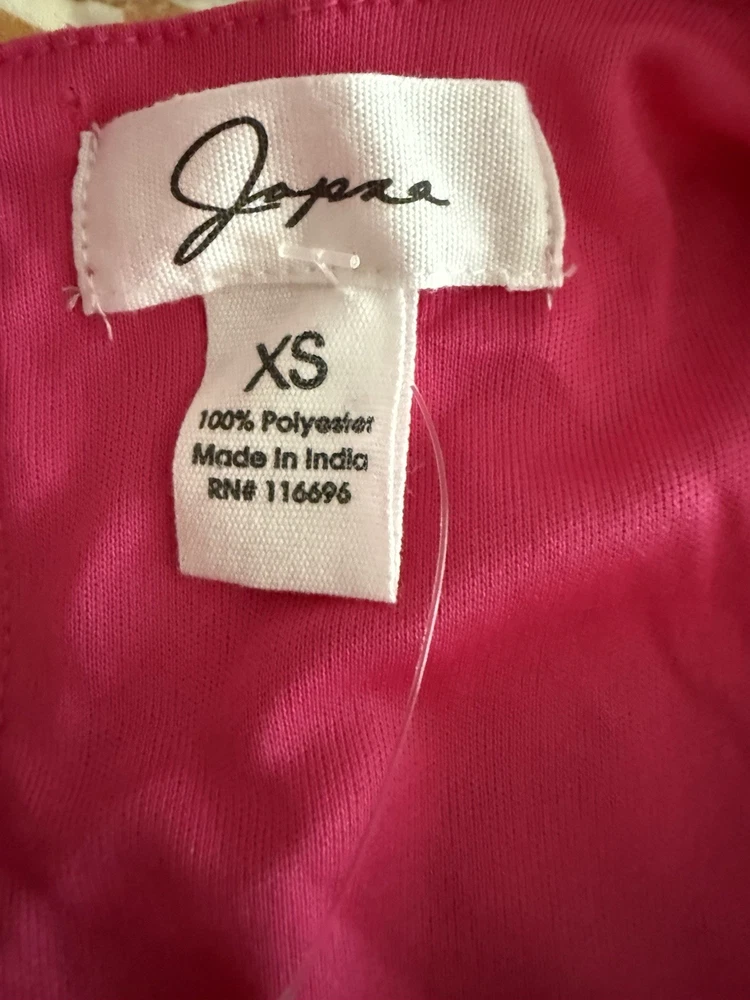 Japna
XS
100% Polyester
Made In India
RN# 116696